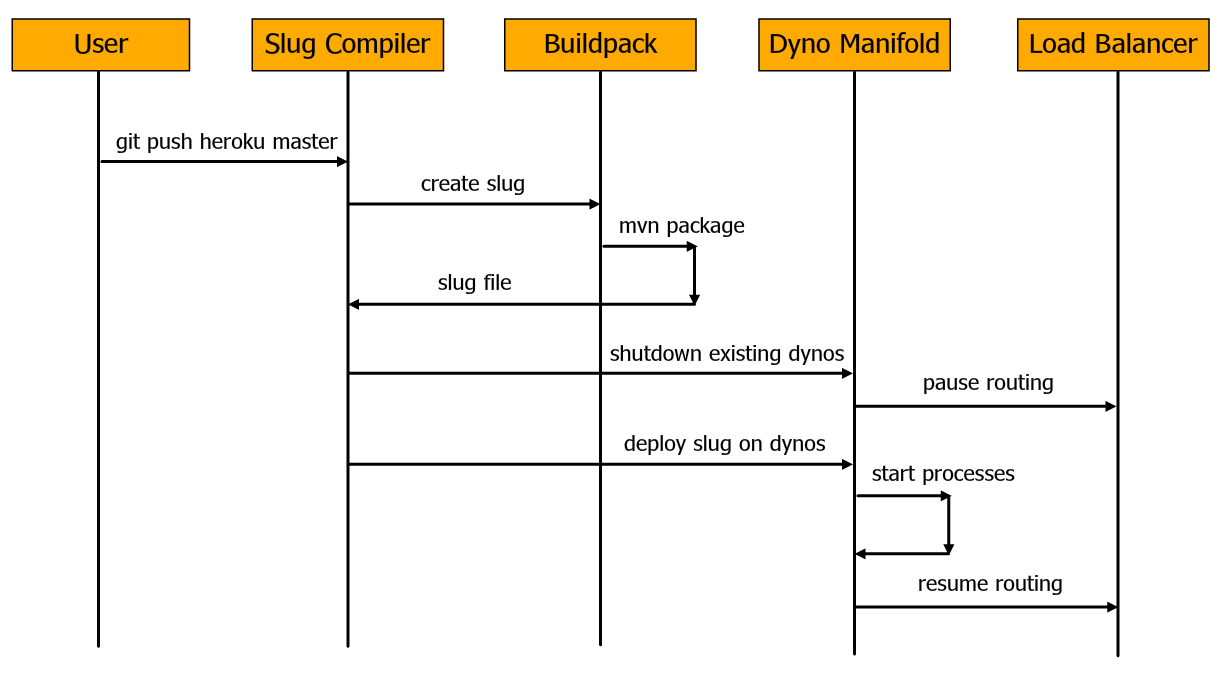 User
Slug Compiler
Buildpack
Dyno Manifold
Load Balancer
git push heroku master
create slug
mvn package
slug file
shutdown existing dynos
pause routing
deploy slug on dynos
start processes
resume routing